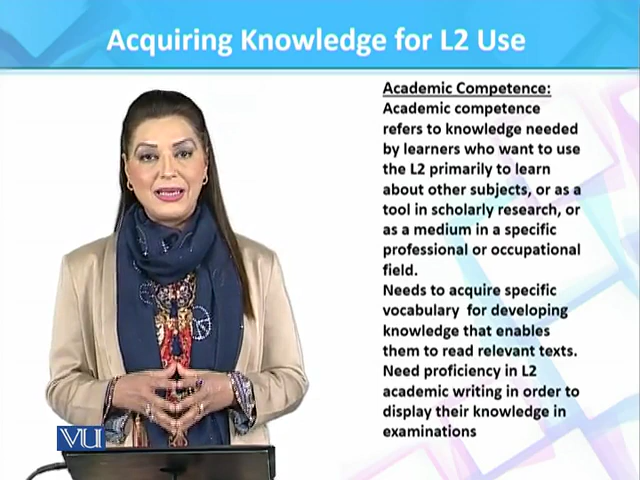 Acquiring Knowledge for L2 Use
Academic Competence:
Academic competence
refers to knowledge needed
by learners who want to use
the L2 primarily to learn
about other subjects, or as a
tool in scholarly research, or
as a medium in a specific
professional or occupational
field.
Needs to acquire specific
vocabulary for developing
knowledge that enables
them to read relevant texts.
Need proficiency in L2
academic writing in order to
display their knowledge in
examinations
VU